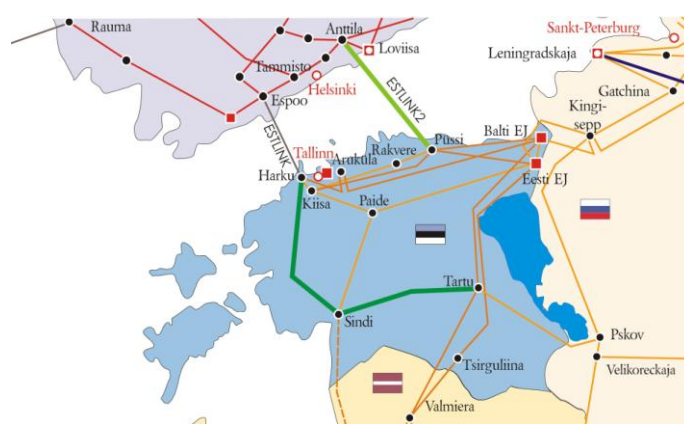 Rauma
Anttila
Loviisa
Sankt-Peterburg
Leningradskaja
Tammisto
Helsinki
Espoo
Gatchina
Kingi-
sepp
ESTLINK
ESTLINK2
Tallinn
Harku
Aruküla
Rakvere
Püssi
Balti EJ
Eesti EJ
Kiisa
Paide
Tartu
Sindi
Pskov
Tsirguliina
Velikoreckaja
Valmiera